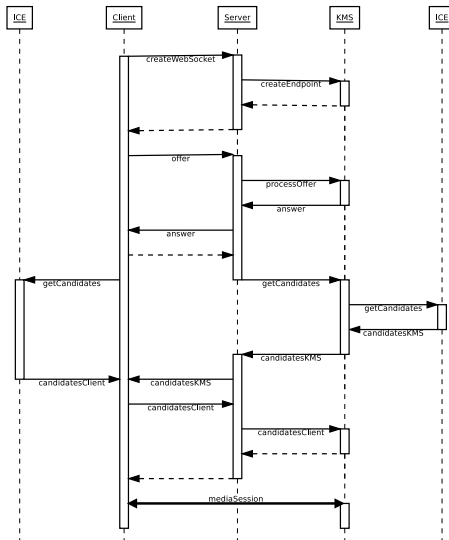 ICE Client Server KMS ICE
createWebSocket
createEndpoint
offer
processOffer
answer
answer
getCandidates getCandidates
getCandidates
candidatesKMS
candidatesKMS
candidatesClient candidatesKMS
candidatesClient
candidatesClient
mediaSession